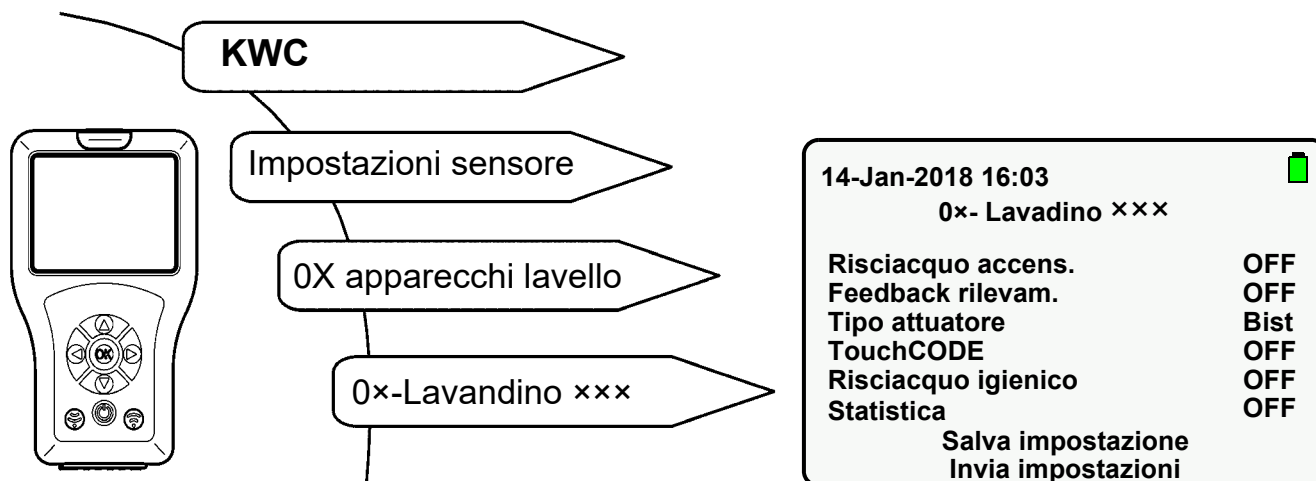 KWC
Impostazioni sensore
0X apparecchi lavello
0×-Lavandino ×××
OK
14-Jan-2018 16:03
0×- Lavadino ×××
Risciacquo accens. OFF
Feedback rilevam. OFF
Tipo attuatore Bist
TouchCODE OFF
Risciacquo igienico OFF
Statistica OFF
Salva impostazione
Invia impostazioni